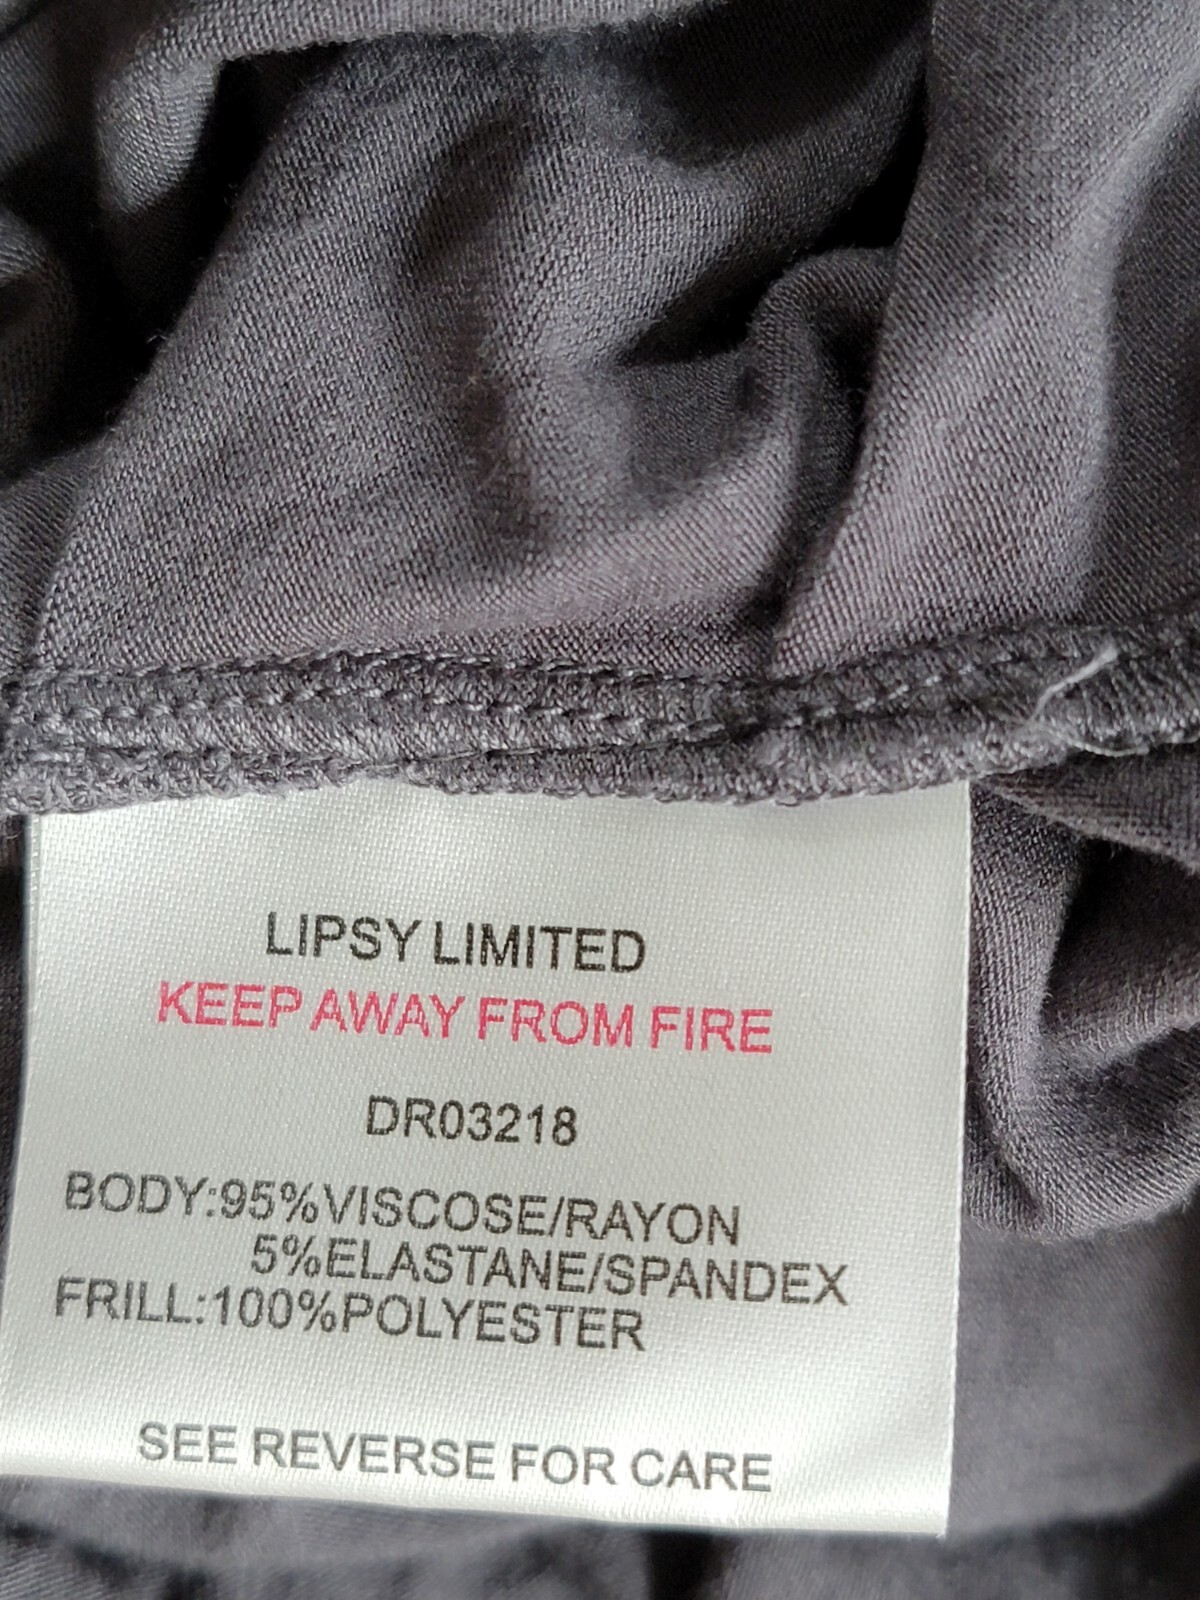 LIPSY LIMITED
KEEP AWAY FROM FIRE
DR03218
BODY:95%VISCOSE/RAYON
5%ELASTANE/SPANDEX
FRILL:100%POLYESTER
SEE REVERSE FOR CARE